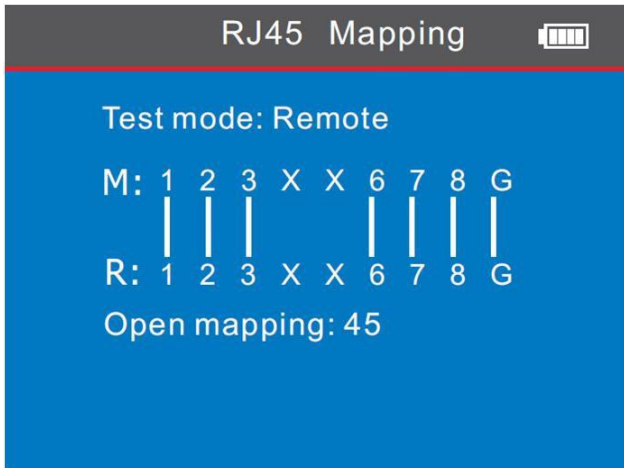 RJ45 Mapping
Test mode: Remote
M: 1 2 3 X X 6 7 8 G
R: 1 2 3 X X 6 7 8 G
Open mapping: 45